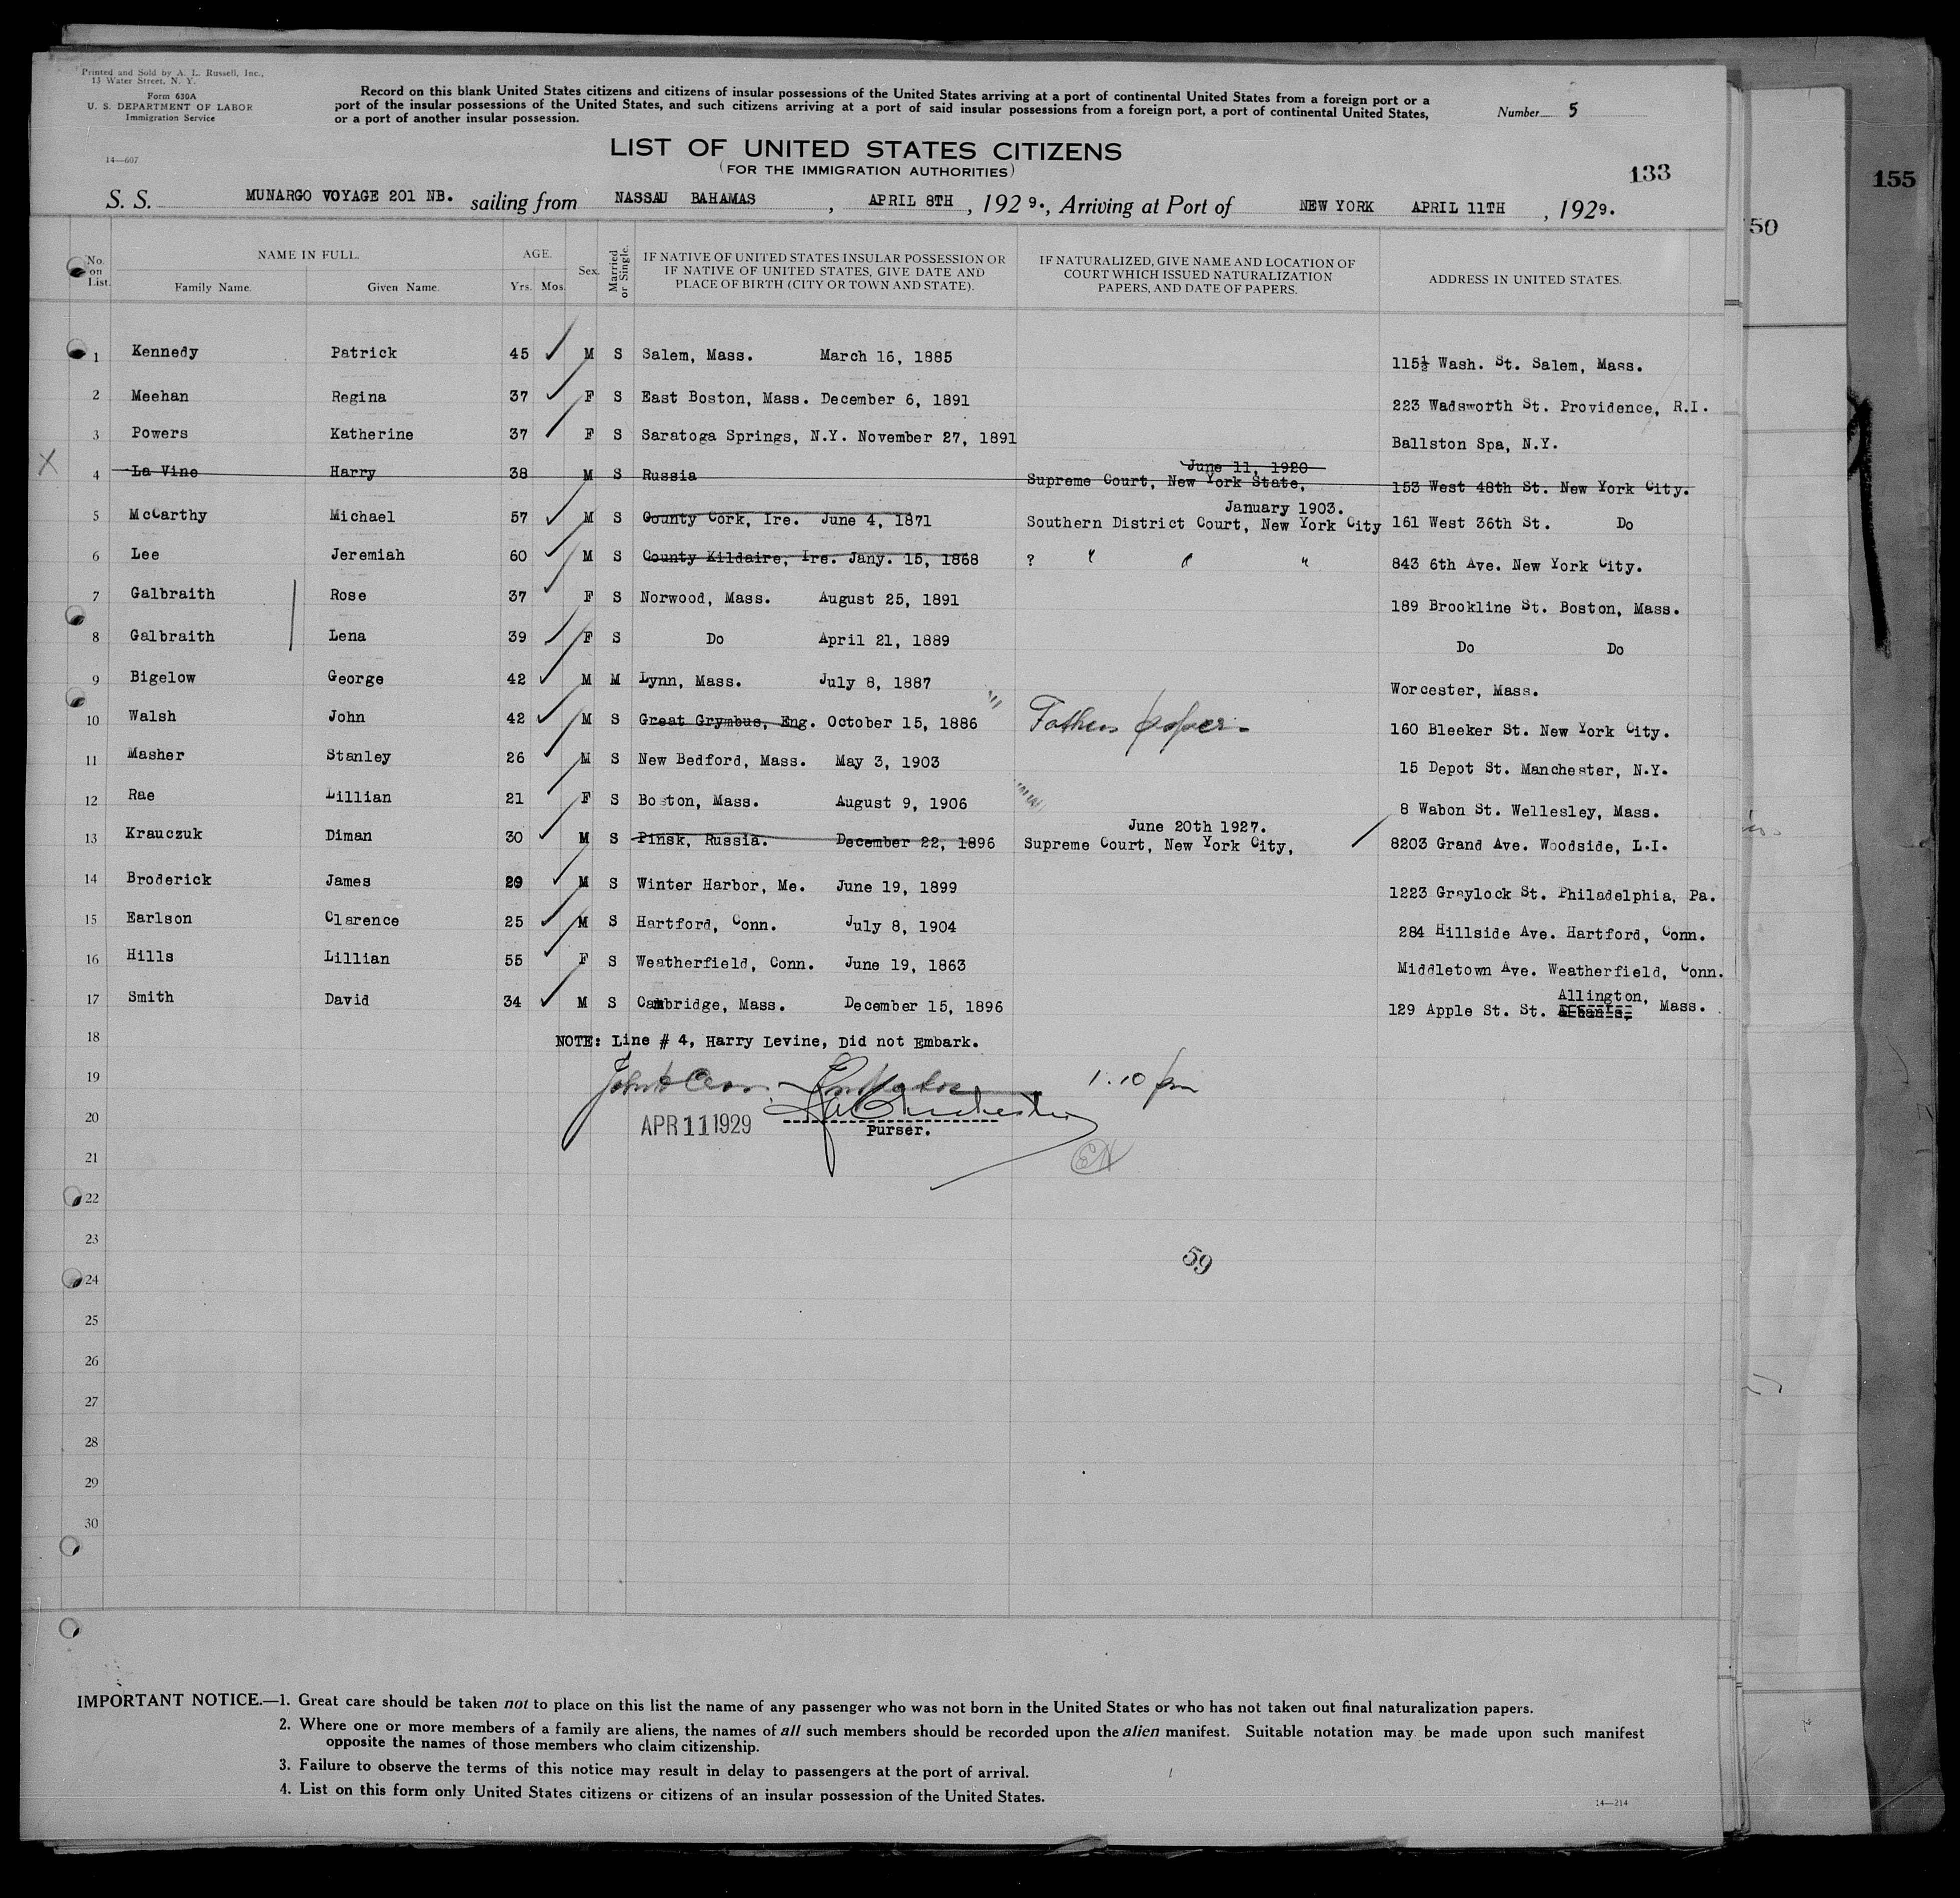 Printed and Sold by A. L. Russell, Inc.,
13 Water Street, N. Y.
Form 630A
U. S. DEPARTMENT OF LABOR
Immigration Service
14—607
Record on this blank United States citizens and citizens of insular possessions of the United States arriving at a port of continental United States from a foreign port or a
port of the insular possessions of the United States, and such citizens arriving at a port of said insular possessions from a foreign port, a port of continental United States,
or a port of another insular possession.
Number 5
LIST OF UNITED STATES CITIZENS
(FOR THE IMMIGRATION AUTHORITIES)
133
155
50
S. S. MUNARGO VOYAGE 201 NB. sailing from NASSAU BAHAMAS, APRIL 8TH, 1929., Arriving at Port of NEW YORK APRIL 11TH, 1929.
No. on List. NAME IN FULL. Family Name. Given Name. AGE. Yrs. Mos. Sex. Married or Single. IF NATIVE OF UNITED STATES INSULAR POSSESSION OR IF NATIVE OF UNITED STATES, GIVE DATE AND PLACE OF BIRTH (CITY OR TOWN AND STATE). IF NATURALIZED, GIVE NAME AND LOCATION OF COURT WHICH ISSUED NATURALIZATION PAPERS, AND DATE OF PAPERS. ADDRESS IN UNITED STATES.
1 Kennedy Patrick 45 M S Salem, Mass. March 16, 1885 115½ Wash. St. Salem, Mass.
2 Meehan Regina 37 F S East Boston, Mass. December 6, 1891 223 Wadsworth St. Providence, R.I.
3 Powers Katherine 37 F S Saratoga Springs, N.Y. November 27, 1891 Ballston Spa, N.Y.
June 11, 1920
X 4 La Vine Harry 38 M S Russia Supreme Court, New York State, 153 West 48th St. New York City.
January 1903.
5 McCarthy Michael 57 M S County Cork, Ire. June 4, 1871 Southern District Court, New York City 161 West 36th St. Do
6 Lee Jeremiah 60 M S County Kildaire, Ire. Jany. 15, 1868 ? " " " 843 6th Ave. New York City.
7 Galbraith Rose 37 F S Norwood, Mass. August 25, 1891 189 Brookline St. Boston, Mass.
8 Galbraith Lena 39 F S Do April 21, 1889 Do Do
9 Bigelow George 42 M M Lynn, Mass. July 8, 1887 Worcester, Mass.
10 Walsh John 42 M S Great Grymbus, Eng. October 15, 1886 Fathers papers 160 Bleeker St. New York City.
11 Masher Stanley 26 M S New Bedford, Mass. May 3, 1903 15 Depot St. Manchester, N.Y.
12 Rae Lillian 21 F S Boston, Mass. August 9, 1906 8 Wabon St. Wellesley, Mass.
June 20th 1927.
13 Krauczuk Diman 30 M S Pinsk, Russia. December 22, 1896 Supreme Court, New York City, 8203 Grand Ave. Woodside, L.I.
14 Broderick James 29 M S Winter Harbor, Me. June 19, 1899 1223 Graylock St. Philadelphia, Pa.
15 Earlson Clarence 25 M S Hartford, Conn. July 8, 1904 284 Hillside Ave. Hartford, Conn.
16 Hills Lillian 55 F S Weatherfield, Conn. June 19, 1863 Middletown Ave. Weatherfield, Conn.
Allington,
17 Smith David 34 M S Cambridge, Mass. December 15, 1896 129 Apple St. St. Mass.
18 NOTE: Line # 4, Harry Levine, Did not Embark.
19 1.10 pm
20 APR 11 1929
Purser.
21
22
23
59
24
25
26
27
28
29
30
IMPORTANT NOTICE.—1. Great care should be taken not to place on this list the name of any passenger who was not born in the United States or who has not taken out final naturalization papers.
2. Where one or more members of a family are aliens, the names of all such members should be recorded upon the alien manifest. Suitable notation may be made upon such manifest
opposite the names of those members who claim citizenship.
3. Failure to observe the terms of this notice may result in delay to passengers at the port of arrival.
4. List on this form only United States citizens or citizens of an insular possession of the United States.
14—214